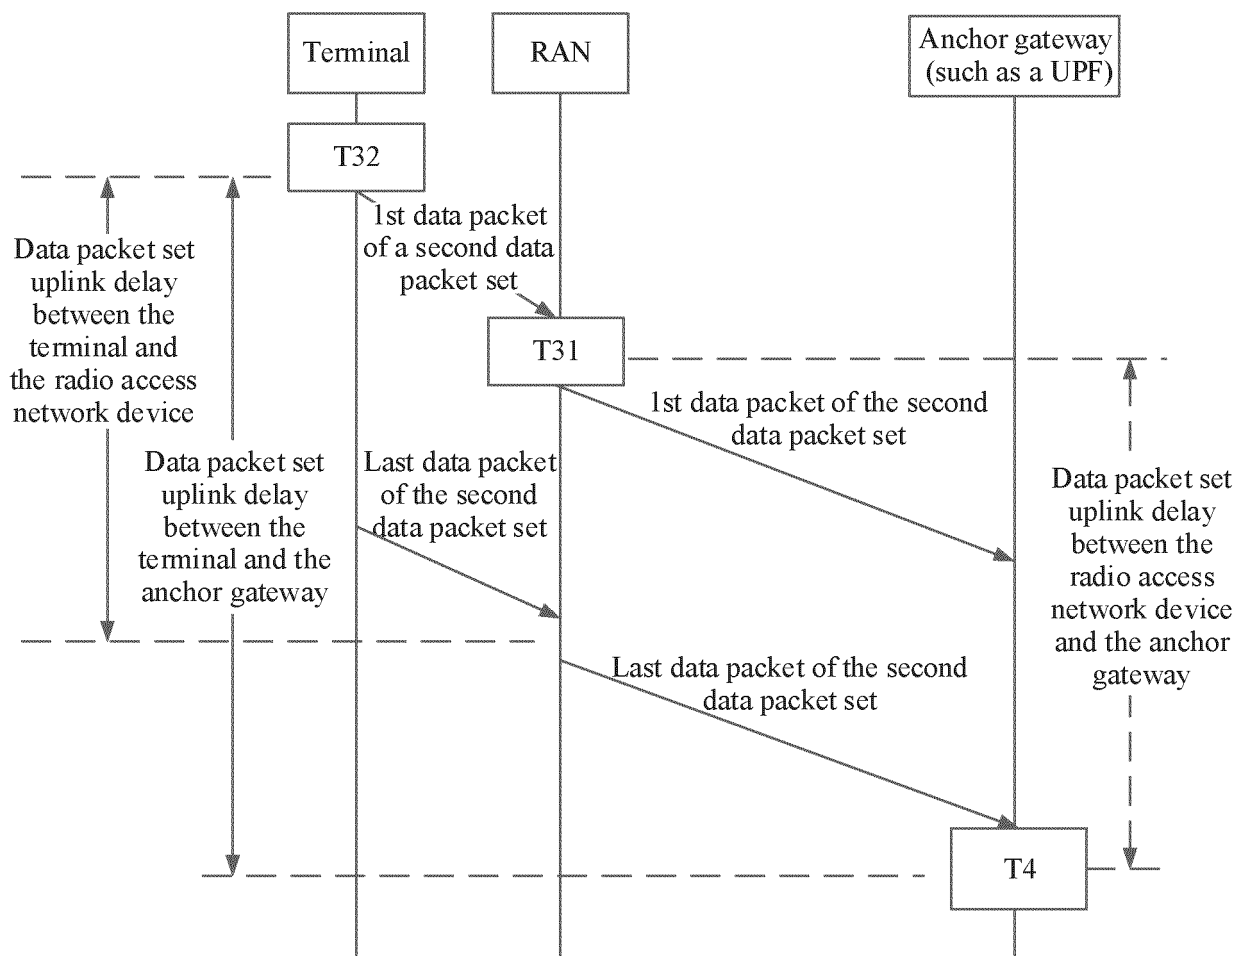 Terminal
RAN
Anchor gateway
(such as a UPF)
T32
1st data packet
of a second data
packet set
Data packet set
uplink delay
between the
terminal and
the radio access
network device
T31
1st data packet of the second
data packet set
Data packet set
uplink delay
between the
terminal and the
anchor gateway
Last data packet
of the second
data packet set
Data packet set
uplink delay
between the
radio access
network device
and the anchor
gateway
Last data packet of the second
data packet set
T4